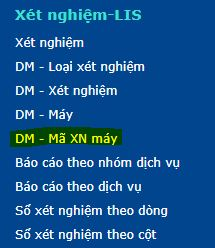 Xét nghiệm-LIS
Xét nghiệm
DM - Loại xét nghiệm
DM - Xét nghiệm
DM - Máy
DM - Mã XN máy
Báo cáo theo nhóm dịch vụ
Báo cáo theo dịch vụ
Sổ xét nghiệm theo dòng
Sổ xét nghiệm theo cột